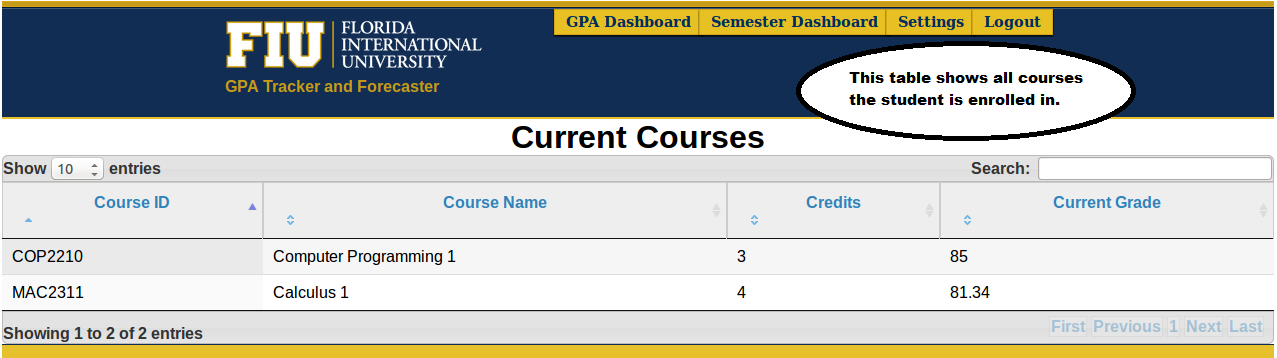 GPA Dashboard Semester Dashboard Settings Logout
FIU FLORIDA
INTERNATIONAL
UNIVERSITY
GPA Tracker and Forecaster
This table shows all courses
the student is enrolled in.
Current Courses
Show 10 entries Search:
Course ID Course Name Credits Current Grade
COP2210 Computer Programming 1 3 85
MAC2311 Calculus 1 4 81.34
Showing 1 to 2 of 2 entries First Previous 1 Next Last